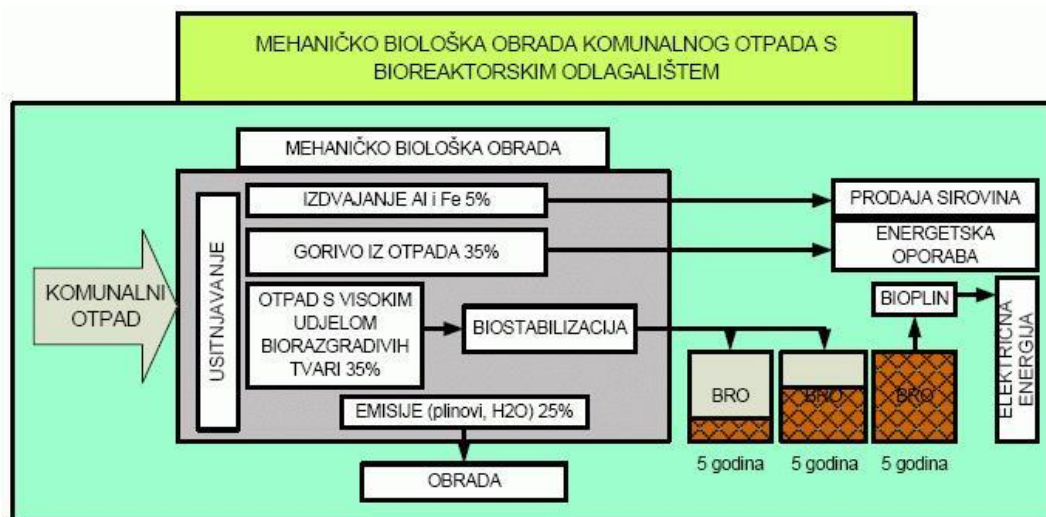 MEHANIČKO BIOLOŠKA OBRADA KOMUNALNOG OTPADA S
BIOREAKTORSKIM ODLAGALIŠTEM
MEHANIČKO BIOLOŠKA OBRADA
KOMUNALNI
OTPAD
USITNJAVANJE
IZDVAJANJE Al i Fe 5%
PRODAJA SIROVINA
GORIVO IZ OTPADA 35%
ENERGETSKA
OPORABA
OTPAD S VISOKIM
UDJELOM
BIORAZGRADIVIH
TVARI 35%
BIOSTABILIZACIJA
BIOPLIN
ELEKTRIČNA
ENERGIJA
BRO
BRO
BRO
5 godina
5 godina
5 godina
EMISIJE (plinovi, H2O) 25%
OBRADA